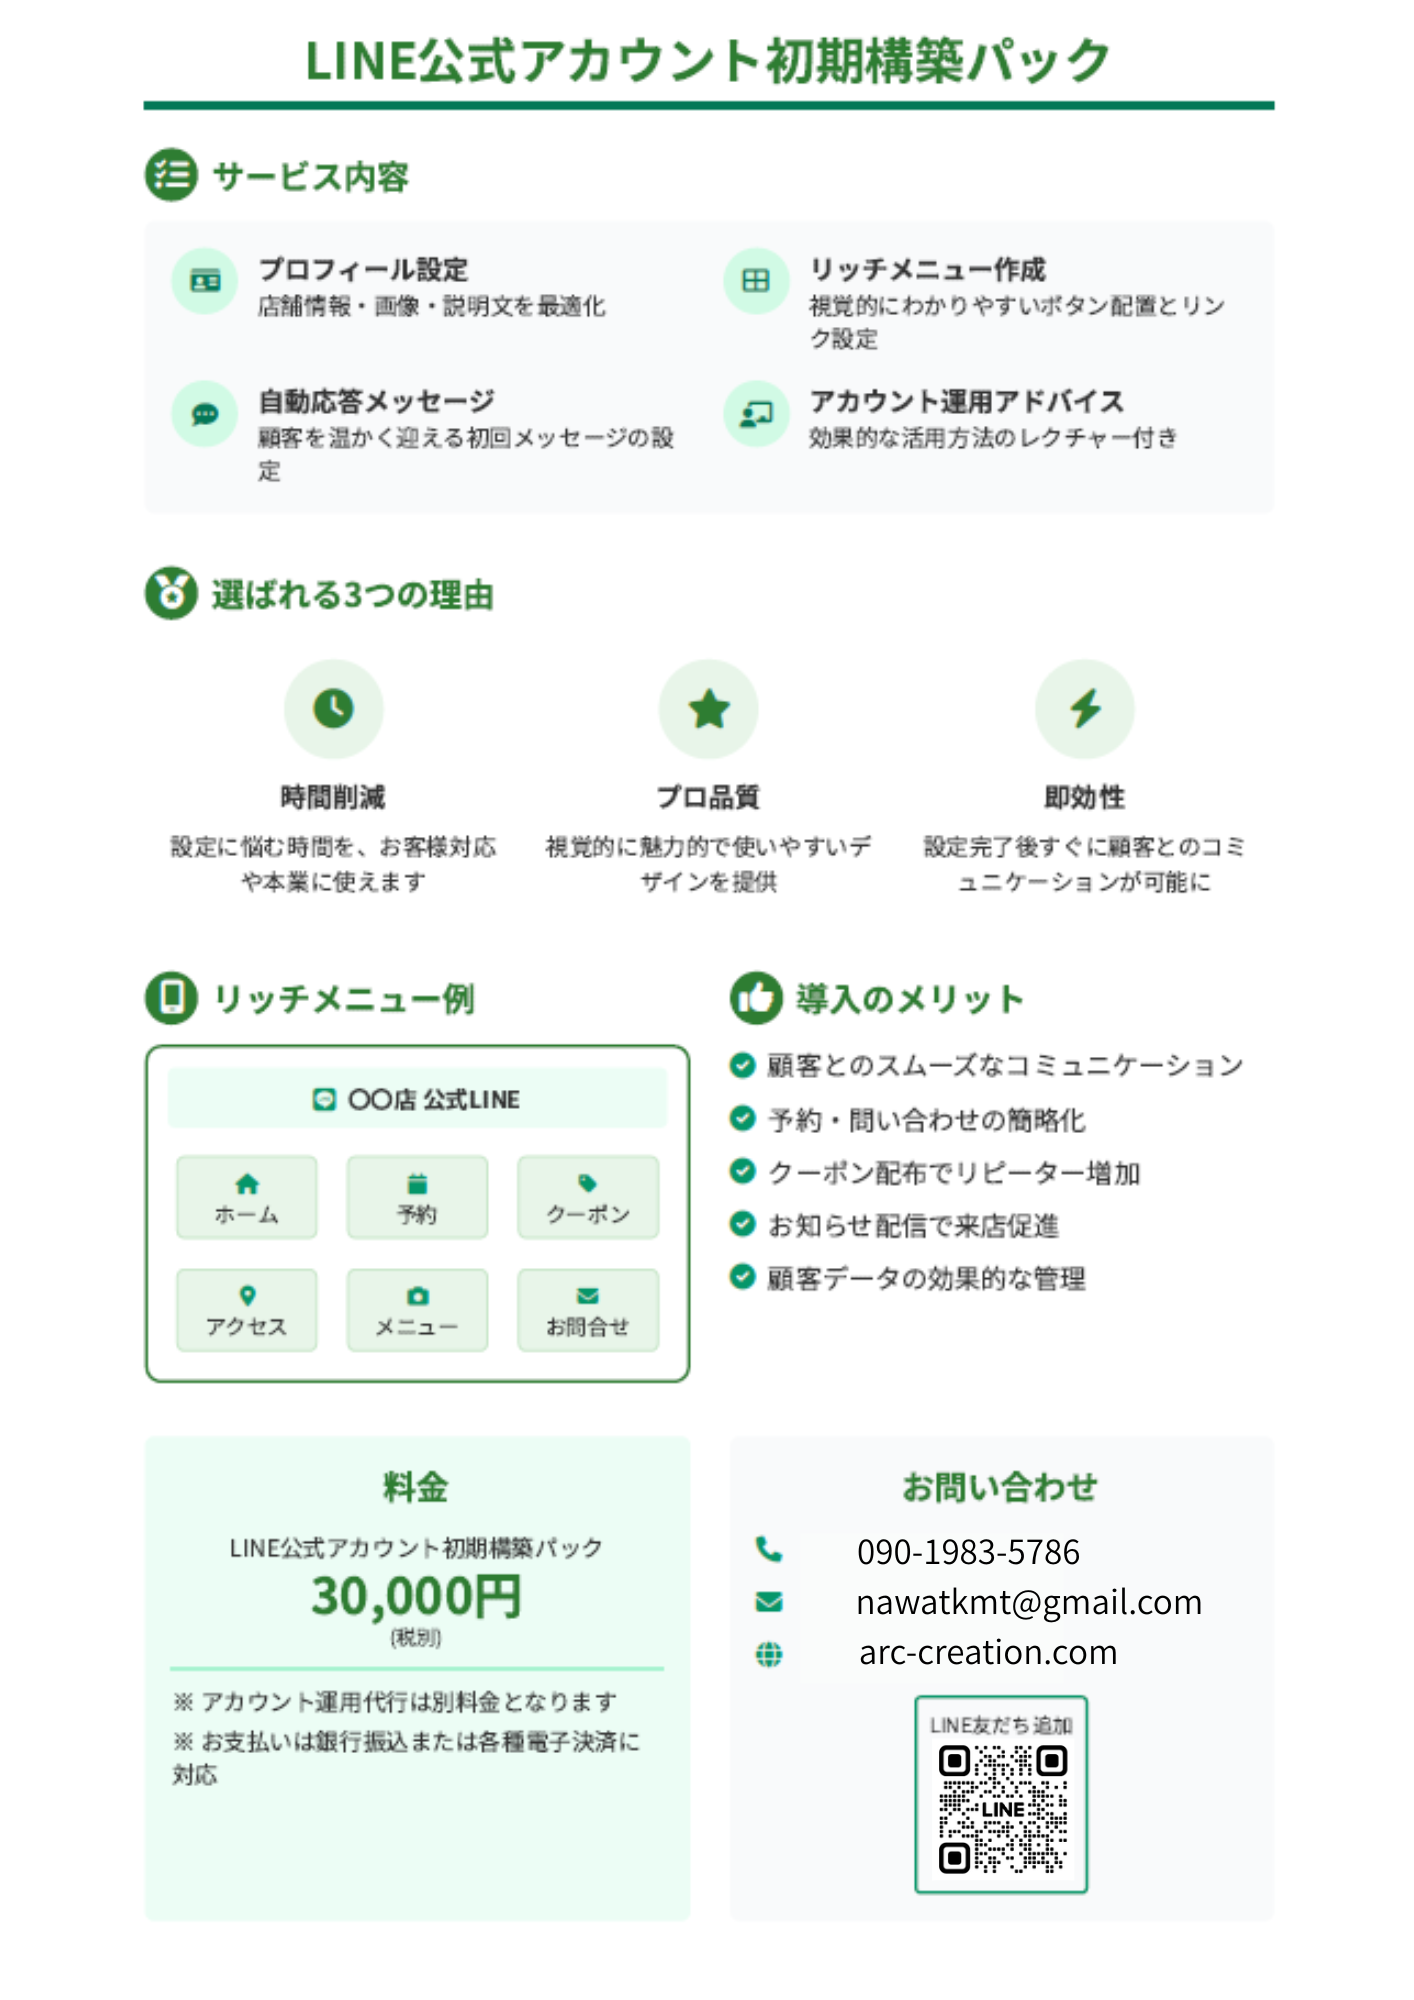 LINE公式アカウント初期構築パック
サービス内容
プロフィール設定
店舗情報・画像・説明文を最適化
リッチメニュー作成
視覚的にわかりやすいボタン配置とリン
ク設定
自動応答メッセージ
顧客を温かく迎える初回メッセージの設
定
アカウント運用アドバイス
効果的な活用方法のレクチャー付き
選ばれる3つの理由
時間削減
設定に悩む時間を、お客様対応
や本業に使えます
プロ品質
視覚的に魅力的で使いやすいデ
ザインを提供
即効性
設定完了後すぐに顧客とのコミ
ュニケーションが可能に
リッチメニュー例
〇〇店 公式LINE
ホーム
予約
クーポン
アクセス
メニュー
お問合せ
導入のメリット
顧客とのスムーズなコミュニケーション
予約・問い合わせの簡略化
クーポン配布でリピーター増加
お知らせ配信で来店促進
顧客データの効果的な管理
料金
LINE公式アカウント初期構築パック
30,000円
(税別)
※ アカウント運用代行は別料金となります
※ お支払いは銀行振込または各種電子決済に
対応
お問い合わせ
090-1983-5786
nawatkmt@gmail.com
arc-creation.com
LINE友だち追加
LINE